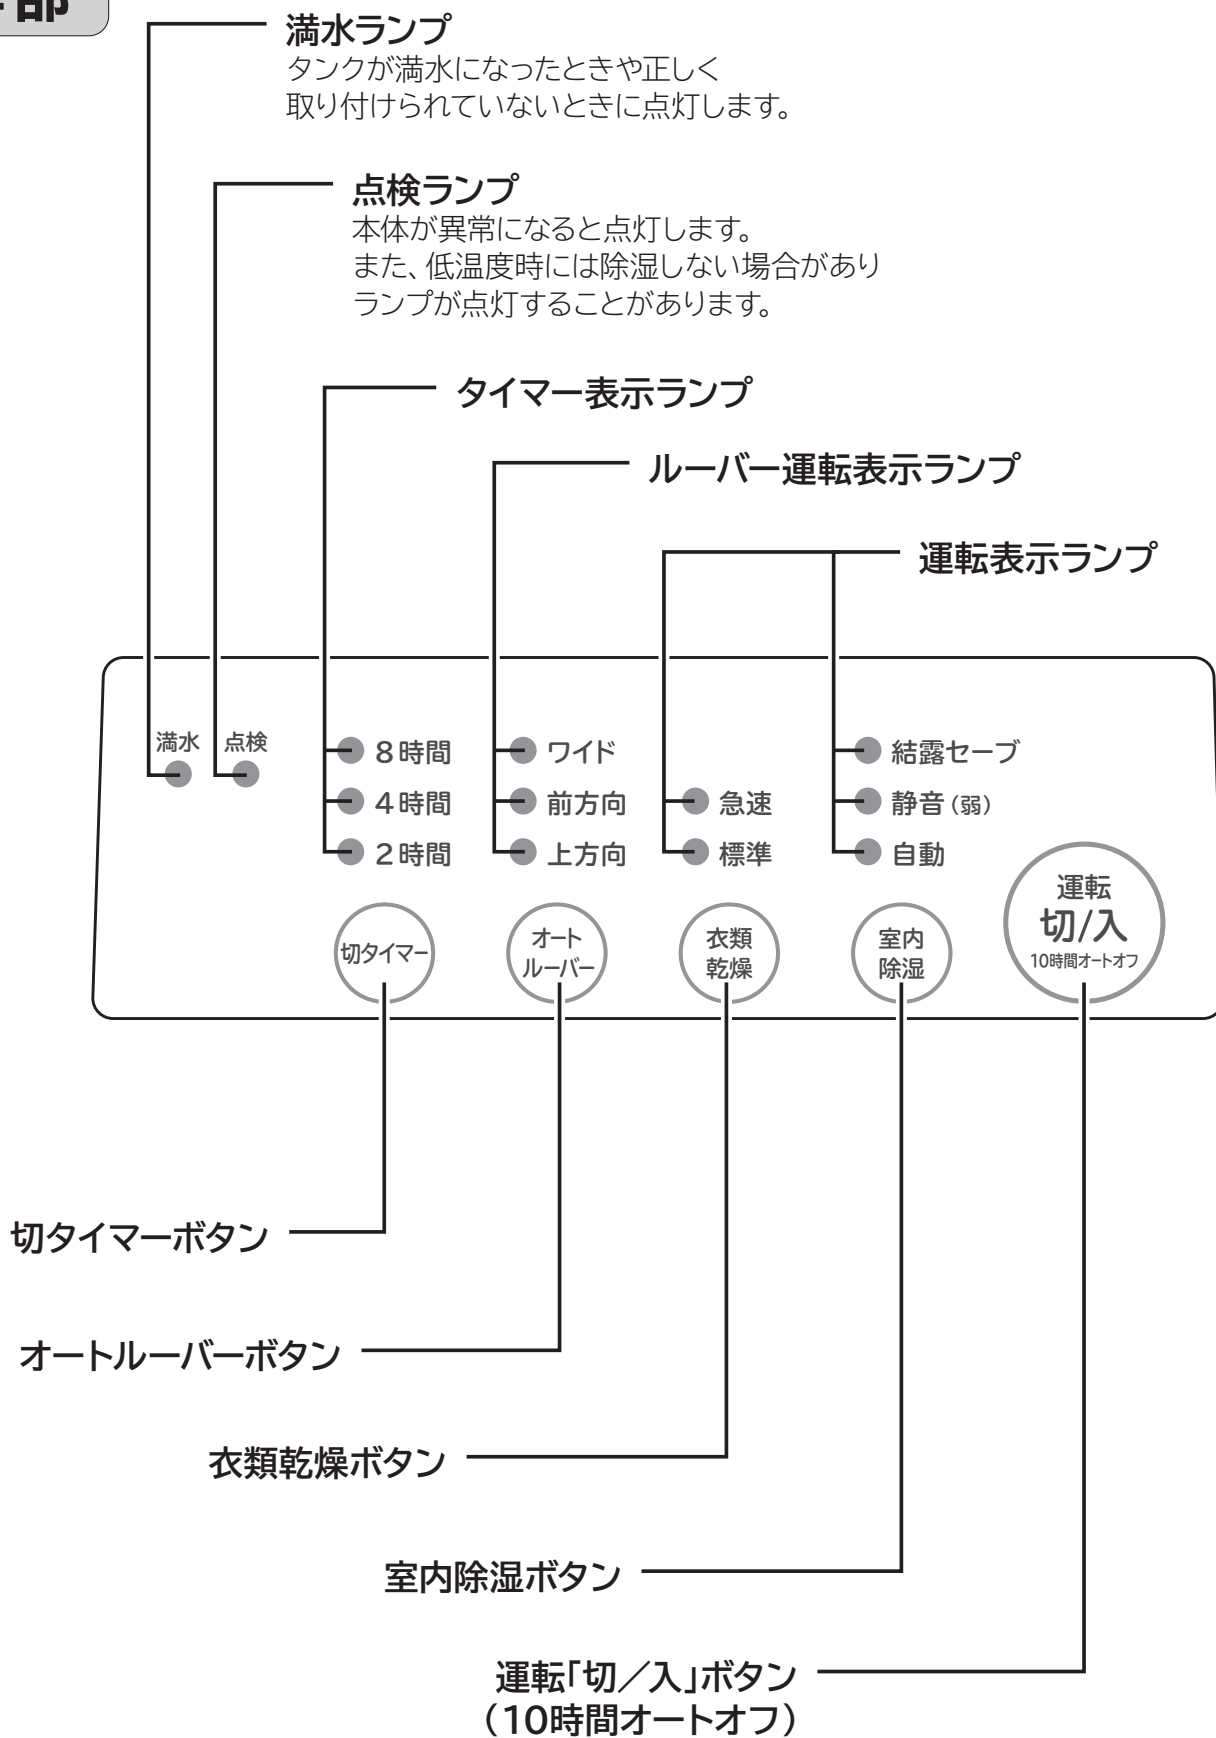 部
満水ランプ
タンクが満水になったときや正しく
取り付けられていないときに点灯します。
点検ランプ
本体が異常になると点灯します。
また、低温度時には除湿しない場合があり
ランプが点灯することがあります。
タイマー表示ランプ
ルーバー運転表示ランプ
運転表示ランプ
満水
点検
8時間
4時間
2時間
ワイド
前方向
上方向
急速
標準
結露セーブ
静音(弱)
自動
切タイマー
オート
ルーバー
衣類
乾燥
室内
除湿
運転
切/入
10時間オートオフ
切タイマーボタン
オートルーバーボタン
衣類乾燥ボタン
室内除湿ボタン
運転「切／入」ボタン
（10時間オートオフ）